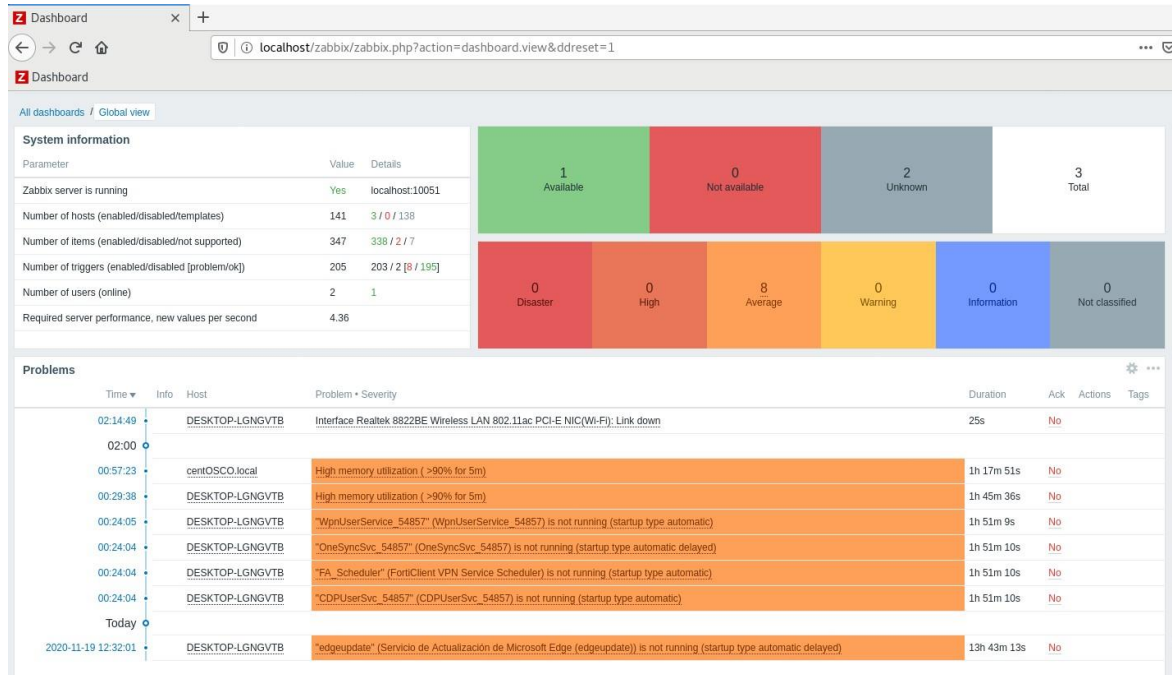 Dashboard
localhost/zabbix/zabbix.php?action=dashboard.view&ddreset=1
Dashboard
All dashboards / Global view
System information
Parameter Value Details
Zabbix server is running Yes localhost:10051
Number of hosts (enabled/disabled/templates) 141 3 / 0 / 138
Number of items (enabled/disabled/not supported) 347 338 / 2 / 7
Number of triggers (enabled/disabled [problem/ok]) 205 203 / 2 [8 / 195]
Number of users (online) 2 1
Required server performance, new values per second 4.36
1 0 2 3
Available Not available Unknown Total
0 0 8 0 0 0
Disaster High Average Warning Information Not classified
Problems
Time Info Host Problem • Severity Duration Ack Actions Tags
02:14:49 DESKTOP-LGNGVTB Interface Realtek 8822BE Wireless LAN 802.11ac PCI-E NIC(Wi-Fi): Link down 25s No
02:00
00:57:23 centOSCO.local High memory utilization ( >90% for 5m) 1h 17m 51s No
00:29:38 DESKTOP-LGNGVTB High memory utilization ( >90% for 5m) 1h 45m 36s No
00:24:05 DESKTOP-LGNGVTB "WpnUserService_54857" (WpnUserService_54857) is not running (startup type automatic) 1h 51m 9s No
00:24:04 DESKTOP-LGNGVTB "OneSyncSvc_54857" (OneSyncSvc_54857) is not running (startup type automatic delayed) 1h 51m 10s No
00:24:04 DESKTOP-LGNGVTB "FA_Scheduler" (FortiClient VPN Service Scheduler) is not running (startup type automatic) 1h 51m 10s No
00:24:04 DESKTOP-LGNGVTB "CDPUserSvc_54857" (CDPUserSvc_54857) is not running (startup type automatic) 1h 51m 10s No
Today
2020-11-19 12:32:01 DESKTOP-LGNGVTB "edgeupdate" (Servicio de Actualización de Microsoft Edge (edgeupdate)) is not running (startup type automatic delayed) 13h 43m 13s No